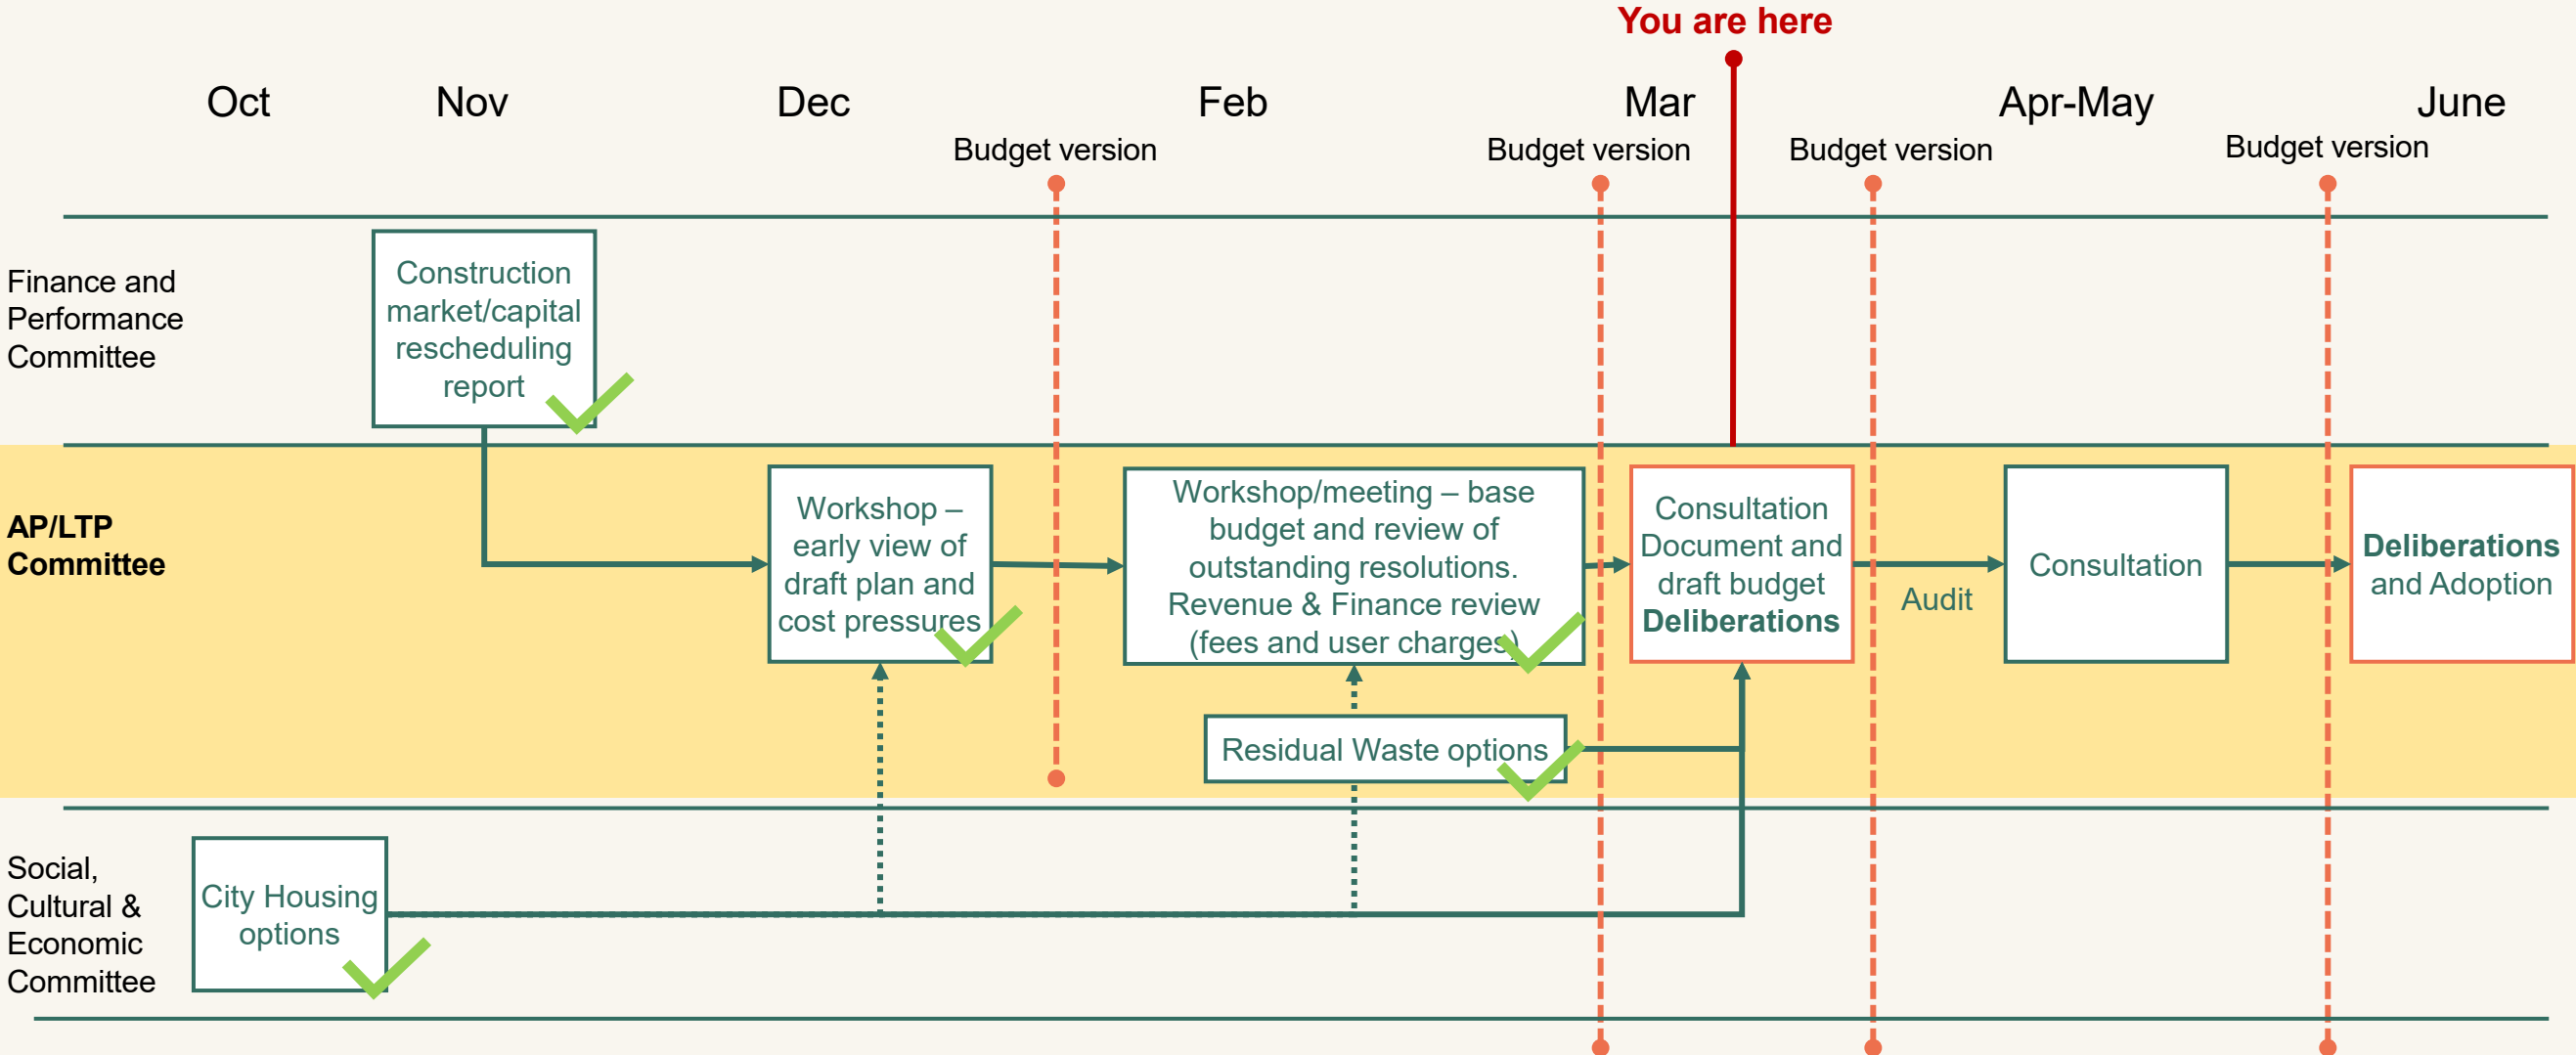 You are here
Oct
Nov
Dec
Feb
Mar
Apr-May
June
Budget version
Budget version
Budget version
Budget version
Finance and
Performance
Committee
Construction
market/capital
rescheduling
report
AP/LTP
Committee
Workshop –
early view of
draft plan and
cost pressures
Workshop/meeting – base
budget and review of
outstanding resolutions.
Revenue & Finance review
(fees and user charges)
Consultation
Document and
draft budget
Deliberations
Audit
Consultation
Deliberations
and Adoption
Residual Waste options
Social,
Cultural &
Economic
Committee
City Housing
options